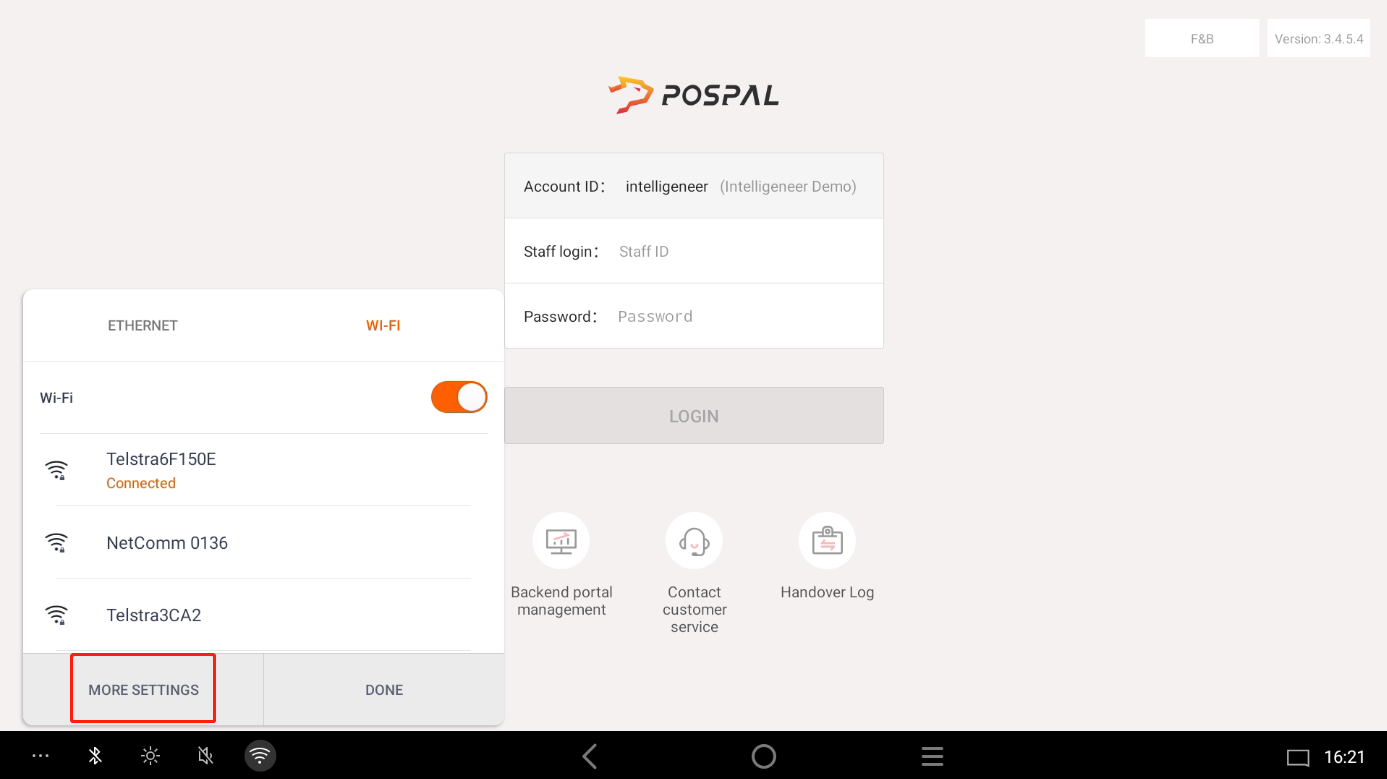 F&B
Version: 3.4.5.4
POSPAL
Account ID: intelligeneer (Intelligeneer Demo)
Staff login: Staff ID
Password: Password
LOGIN
Backend portal
management
Contact
customer
service
Handover Log
ETHERNET
WI-FI
Wi-Fi
Telstra6F150E
Connected
NetComm 0136
Telstra3CA2
MORE SETTINGS
DONE
16:21